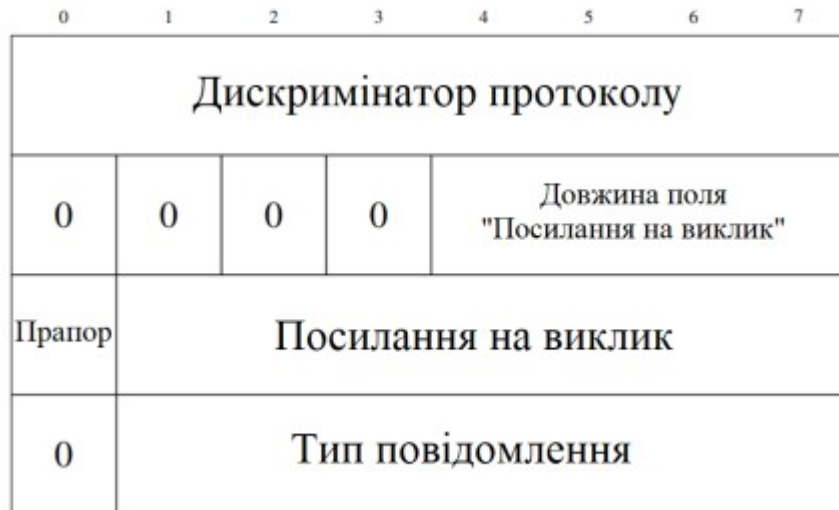 0 1 2 3 4 5 6 7
Дискримінатор протоколу
0 0 0 0 Довжина поля
"Посилання на виклик"
Прапор Посилання на виклик
0 Тип повідомлення